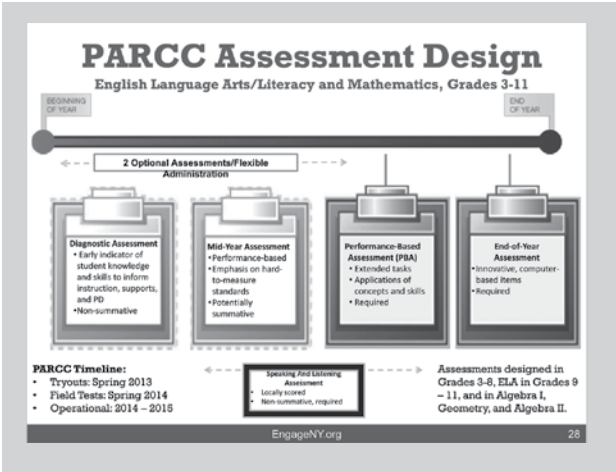 PARCC Assessment Design
English Language Arts/Literacy and Mathematics, Grades 3-11
BEGINNING
OF YEAR
END
OF YEAR
2 Optional Assessments/Flexible
Administration
Diagnostic Assessment
• Early indicator of
student knowledge
and skills to inform
instruction, supports,
and PD
• Non-summative
Mid-Year Assessment
• Performance-based
• Emphasis on hard-
to-measure
standards
• Potentially
summative
Performance-Based
Assessment (PBA)
• Extended tasks
• Applications of
concepts and skills
• Required
End-of-Year
Assessment
• Innovative, computer-
based items
• Required
PARCC Timeline:
• Tryouts: Spring 2013
• Field Tests: Spring 2014
• Operational: 2014 – 2015
Speaking And Listening
Assessment
• Locally scored
• Non-summative, required
Assessments designed in
Grades 3-8, ELA in Grades 9
– 11, and in Algebra I,
Geometry, and Algebra II.
EngageNY.org
28